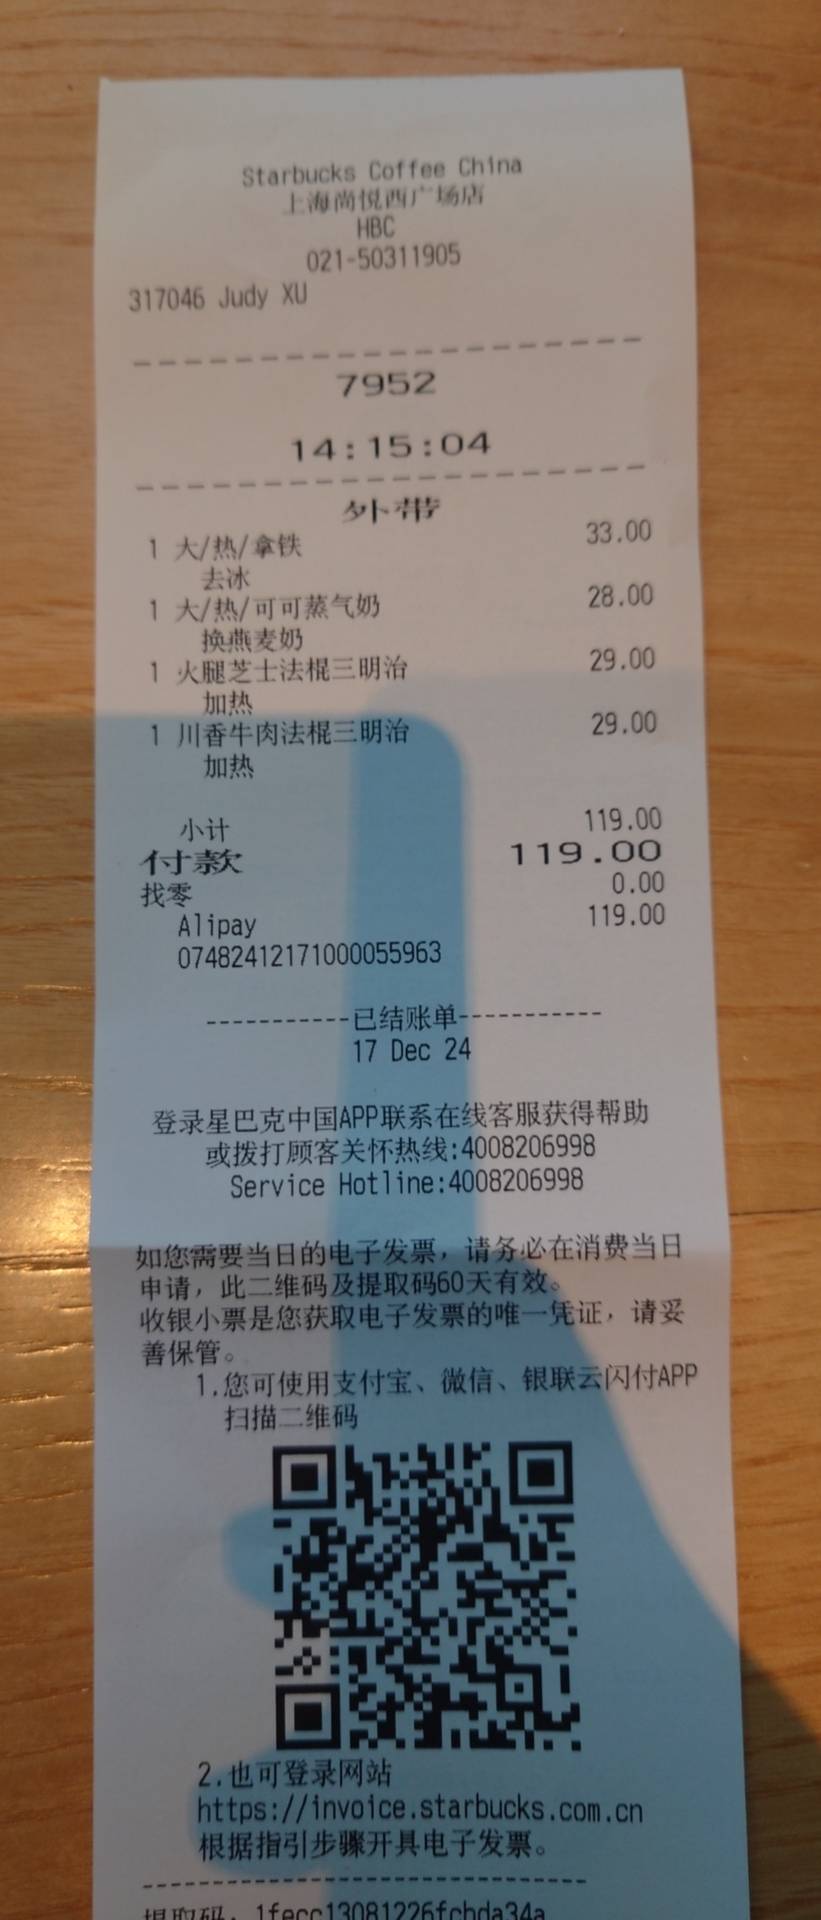 Starbucks Coffee China
上海尚悦西广场店
HBC
021-50311905
317046 Judy XU
7952
14:15:04
外带
1 大/热/拿铁 33.00
去冰
1 大/热/可可蒸气奶 28.00
换燕麦奶
1 火腿芝士法棍三明治 29.00
加热
1 川香牛肉法棍三明治 29.00
加热
小计 119.00
付款 119.00
找零 0.00
Alipay 119.00
07482412171000055963
-----------已结账单-----------
17 Dec 24
登录星巴克中国APP联系在线客服获得帮助
或拨打顾客关怀热线:4008206998
Service Hotline:4008206998
如您需要当日的电子发票，请务必在消费当日
申请，此二维码及提取码60天有效。
收银小票是您获取电子发票的唯一凭证，请妥
善保管。
1.您可使用支付宝、微信、银联云闪付APP
扫描二维码
2.也可登录网站
https://invoice.starbucks.com.cn
根据指引步骤开具电子发票。
提取码: 1fecc13081226fcbda34a